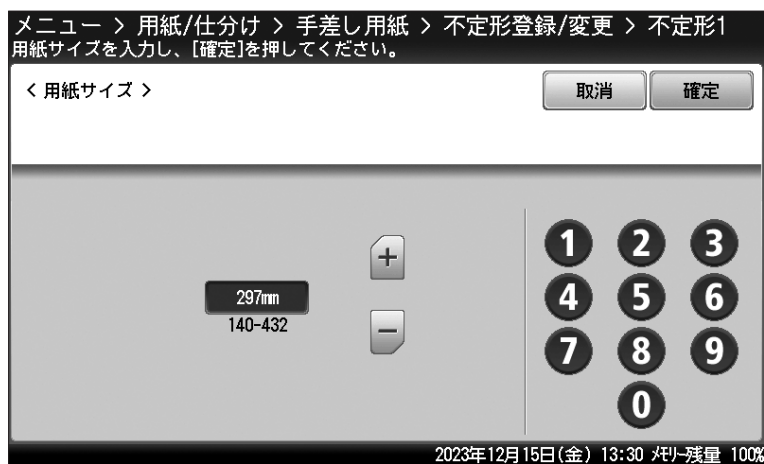 メニュー > 用紙/仕分け > 手差し用紙 > 不定形登録/変更 > 不定形1
用紙サイズを入力し、[確定]を押してください。
< 用紙サイズ >
取消
確定
297mm
140-432
+
-
1 2 3
4 5 6
7 8 9
0
2023年12月15日(金) 13:30 メモリー残量 100%